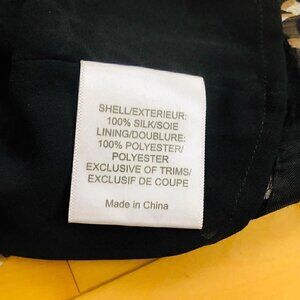 SHELL/EXTERIEUR:
100% SILK/SOIE
LINING/DOUBLURE:
100% POLYESTER/
POLYESTER
EXCLUSIVE OF TRIMS/
EXCLUSIF DE COUPE
Made in China